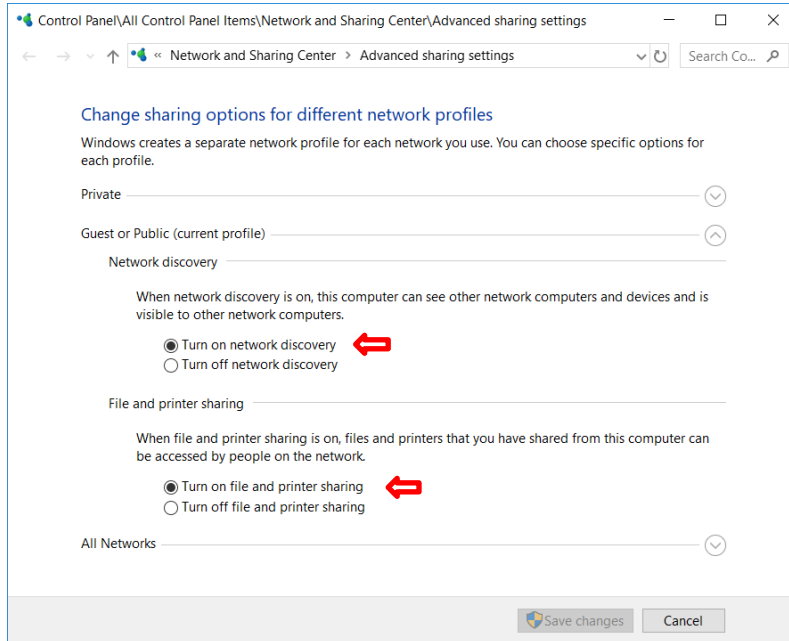 Control Panel\All Control Panel Items\Network and Sharing Center\Advanced sharing settings
« Network and Sharing Center > Advanced sharing settings
Search Co...
Change sharing options for different network profiles
Windows creates a separate network profile for each network you use. You can choose specific options for
each profile.
Private
Guest or Public (current profile)
Network discovery
When network discovery is on, this computer can see other network computers and devices and is
visible to other network computers.
Turn on network discovery
Turn off network discovery
File and printer sharing
When file and printer sharing is on, files and printers that you have shared from this computer can
be accessed by people on the network.
Turn on file and printer sharing
Turn off file and printer sharing
All Networks
Save changes
Cancel